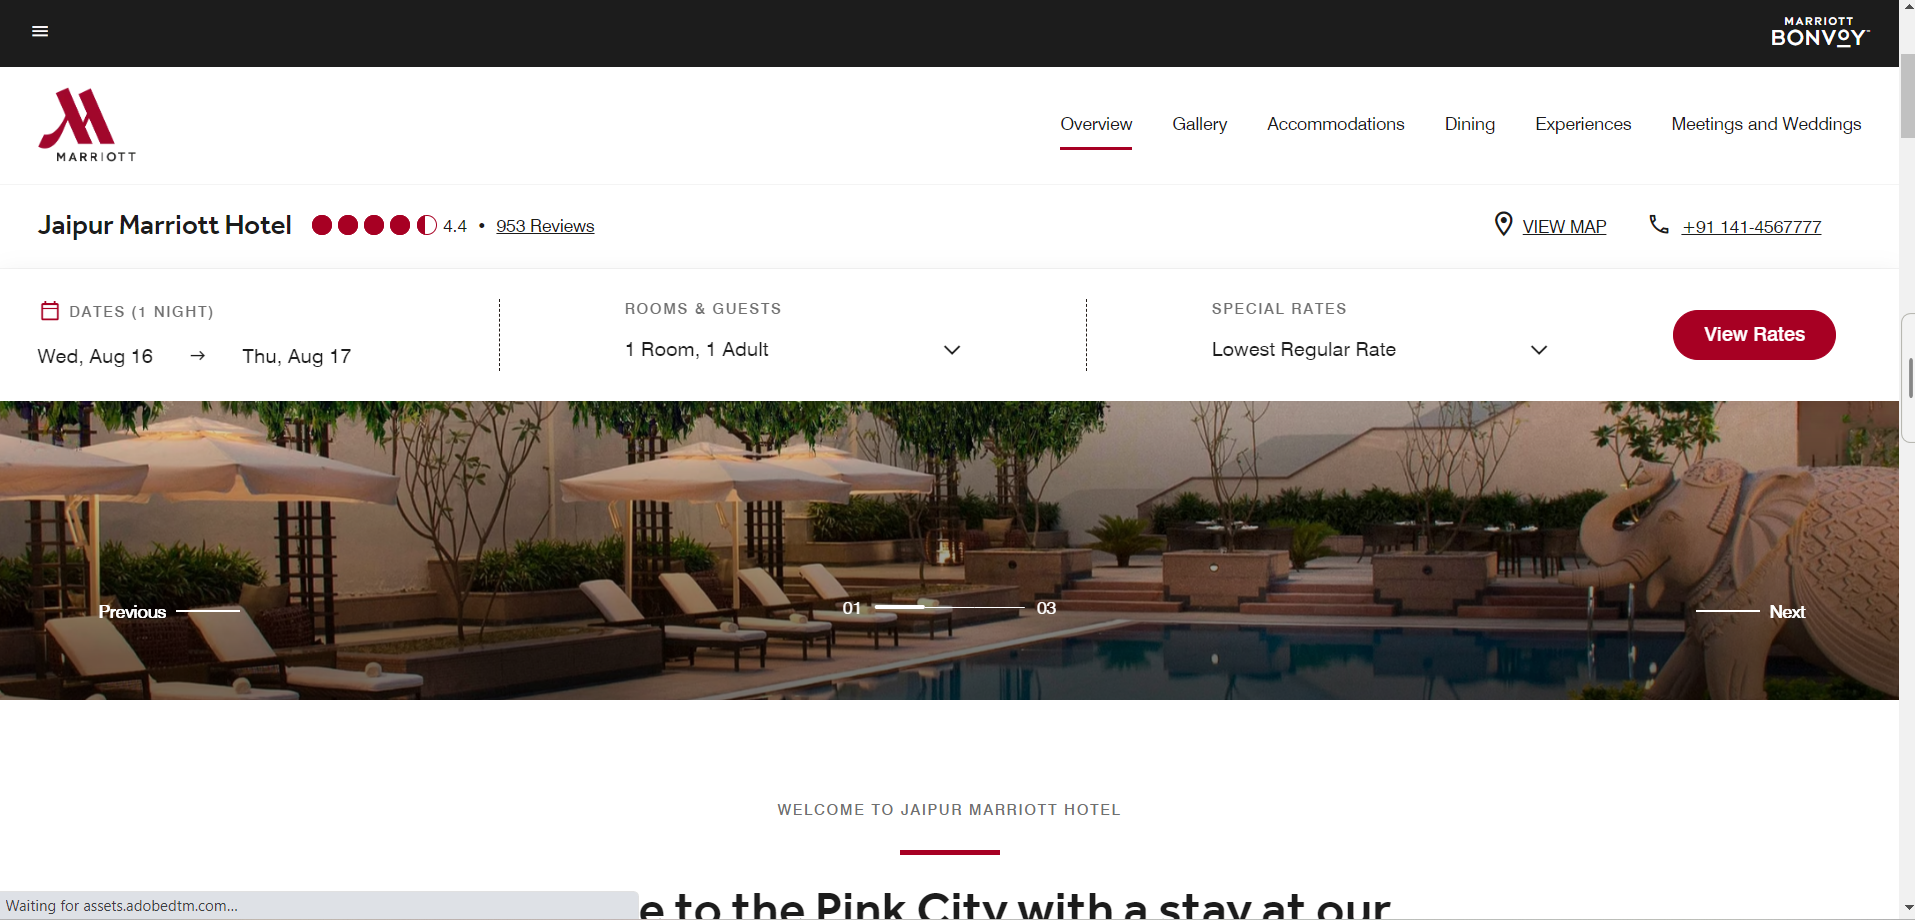 MARRIOTT
BONVOY™
MARRIOTT
Overview Gallery Accommodations Dining Experiences Meetings and Weddings
Jaipur Marriott Hotel 4.4 • 953 Reviews VIEW MAP +91 141-4567777
DATES (1 NIGHT) ROOMS & GUESTS SPECIAL RATES
Wed, Aug 16 → Thu, Aug 17 1 Room, 1 Adult Lowest Regular Rate View Rates
Previous 01 03 Next
WELCOME TO JAIPUR MARRIOTT HOTEL
e to the Pink City with a stay at our
Waiting for assets.adobedtm.com...